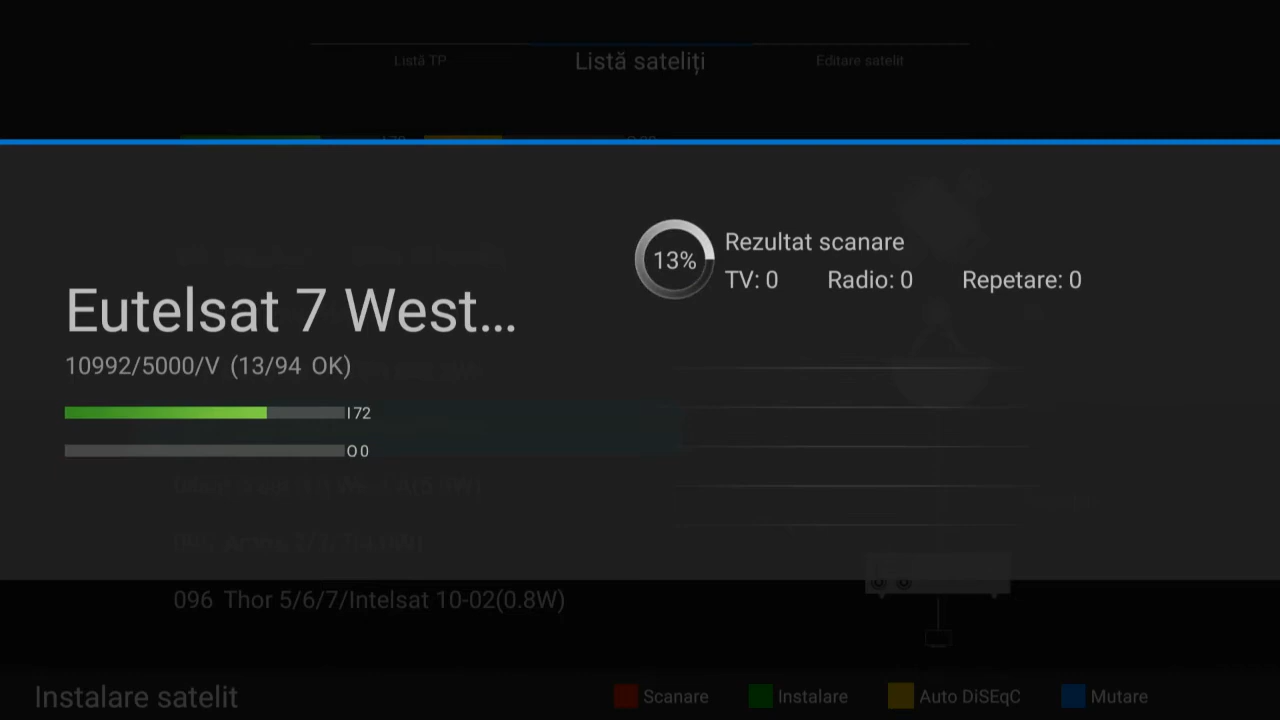 Listă TP
Listă sateliți
Editare satelit
Rezultat scanare
13%
TV: 0 Radio: 0 Repetare: 0
Eutelsat 7 West...
10992/5000/V (13/94 OK)
I 72
O 0
096 Thor 5/6/7/Intelsat 10-02(0.8W)
Instalare satelit
Scanare
Instalare
Auto DiSEqC
Mutare